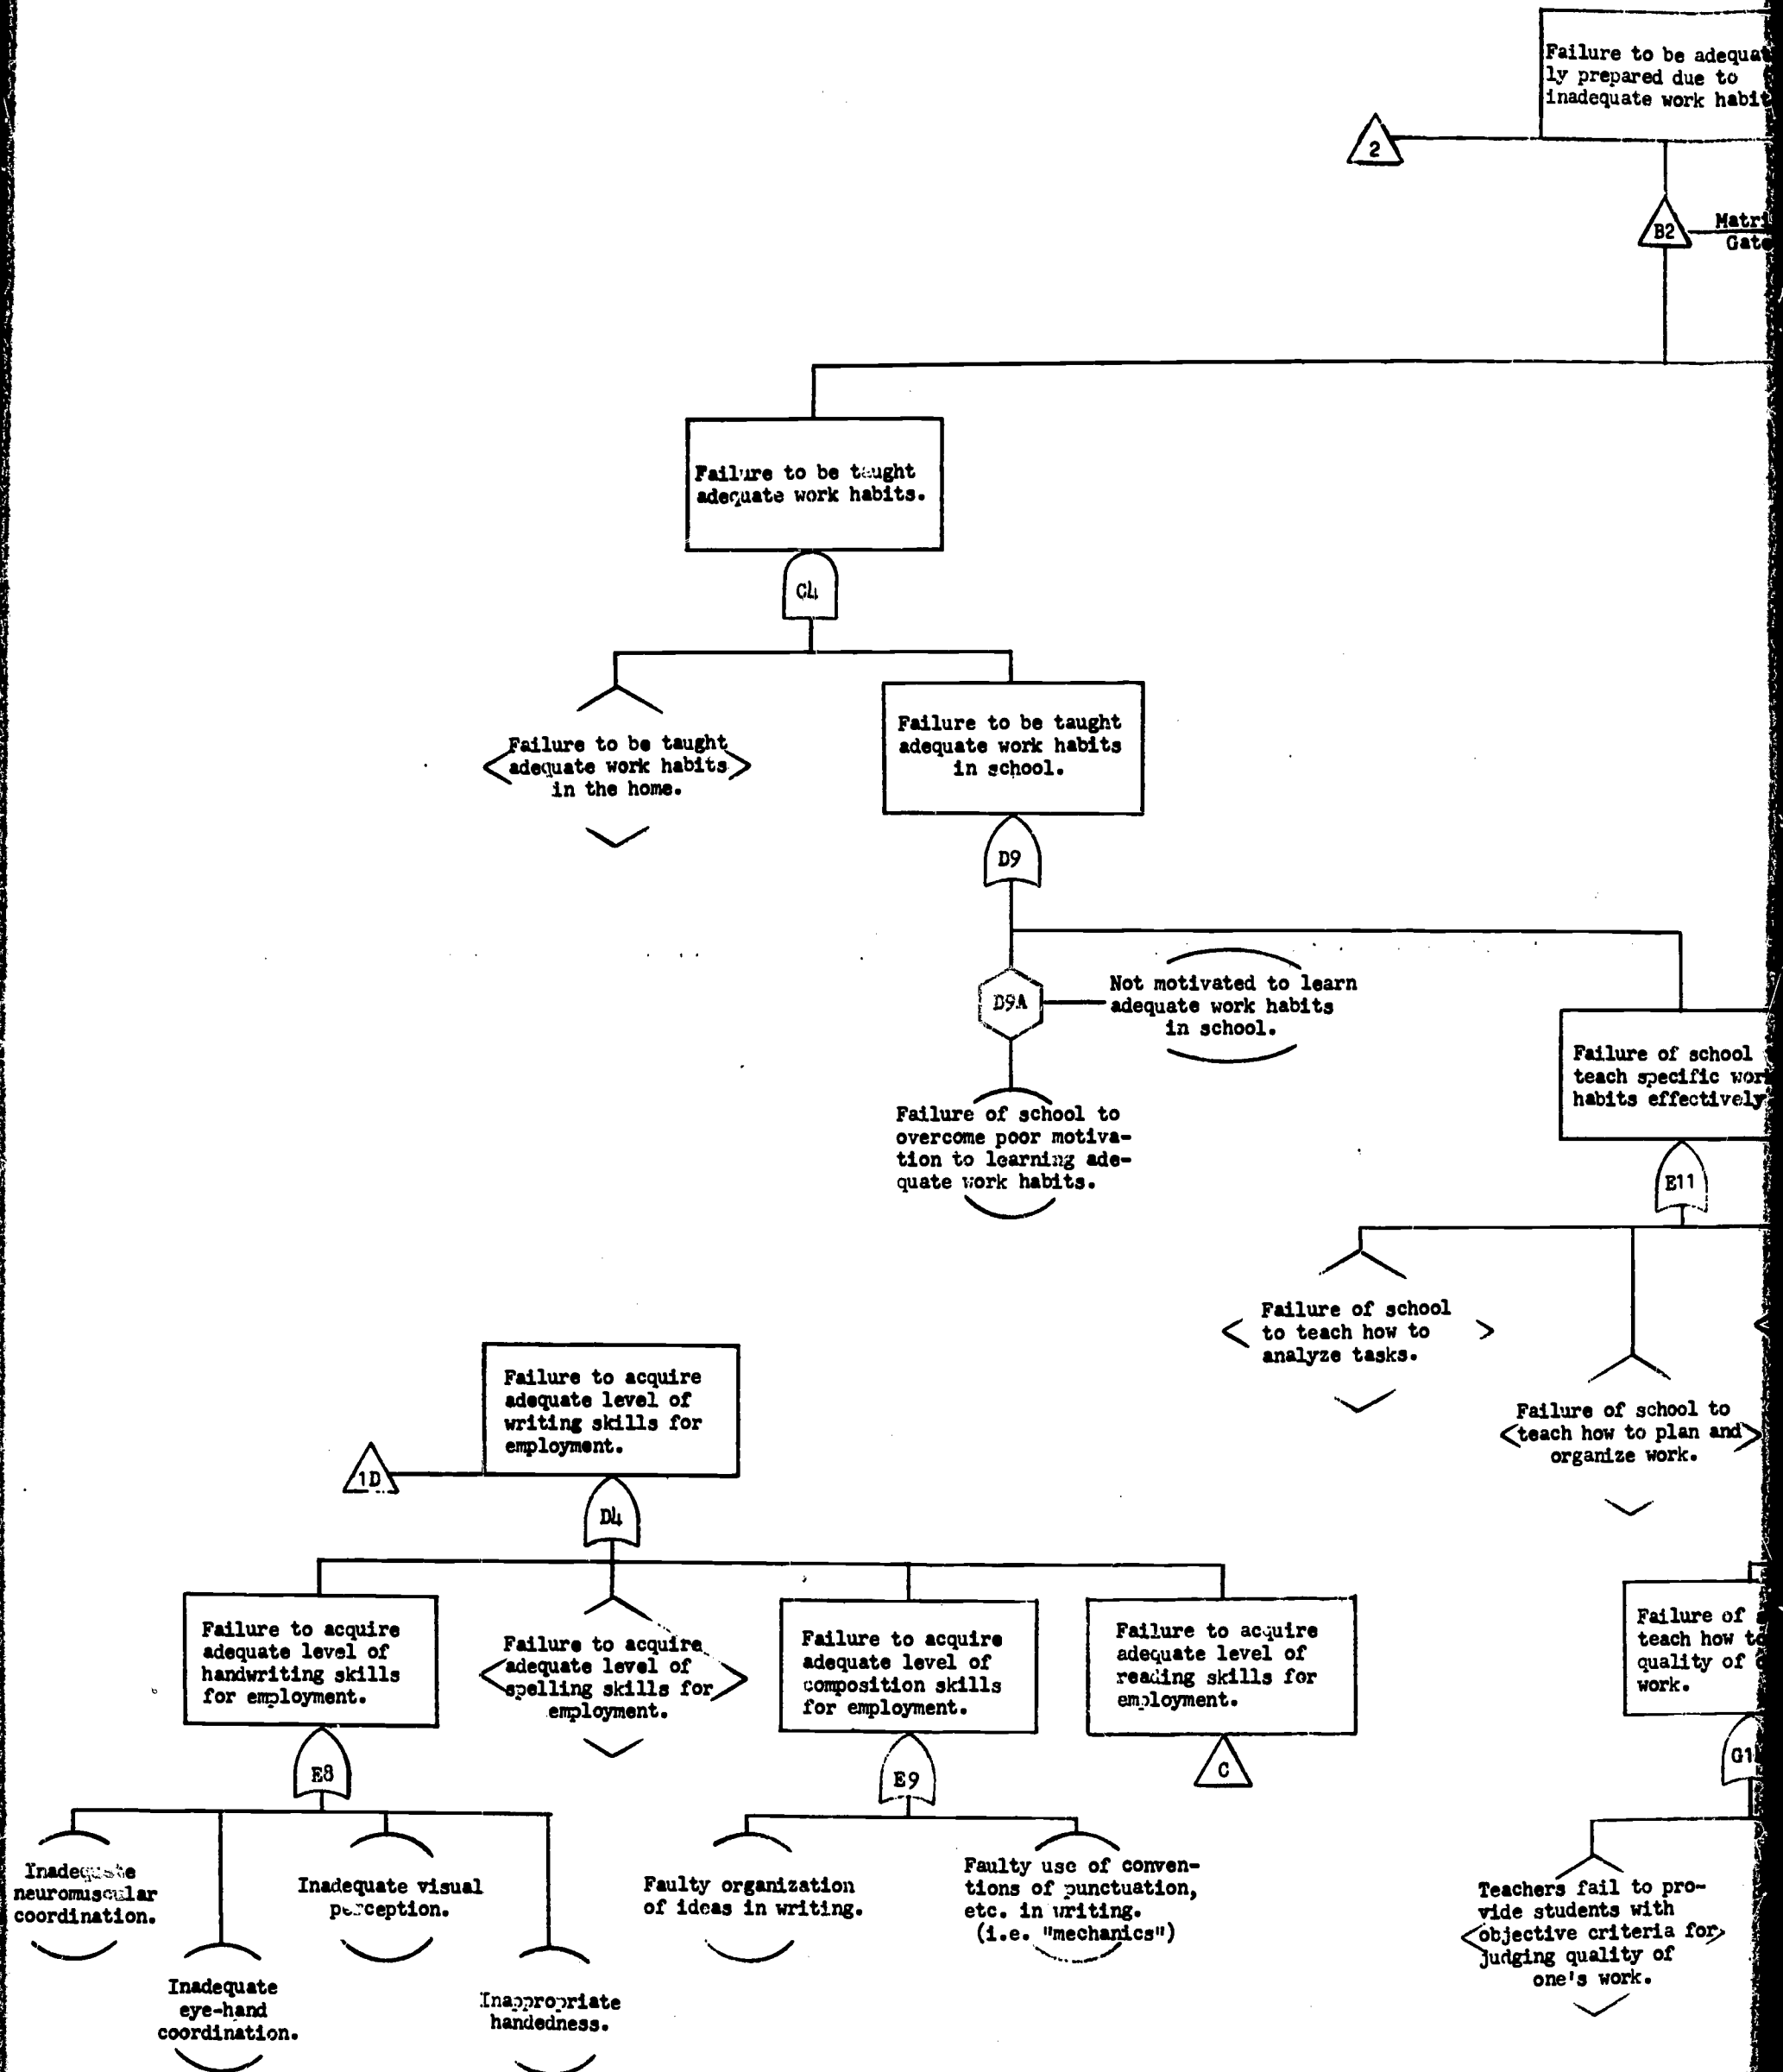 Failure to be adequat
ly prepared due to
inadequate work habit
2
B2
Matri
Gate
Failure to be taught
adequate work habits.
C4
Failure to be taught
adequate work habits
in the home.
Failure to be taught
adequate work habits
in school.
D9
D9A
Not motivated to learn
adequate work habits
in school.
Failure of school to
overcome poor motiva-
tion to learning ade-
quate work habits.
Failure of school
teach specific wor
habits effectively
E11
Failure of school
to teach how to
analyze tasks.
Failure of school to
teach how to plan and
organize work.
Failure to acquire
adequate level of
writing skills for
employment.
1D
D4
Failure to acquire
adequate level of
handwriting skills
for employment.
Failure to acquire
adequate level of
spelling skills for
employment.
Failure to acquire
adequate level of
composition skills
for employment.
Failure to acquire
adequate level of
reading skills for
employment.
Failure of
teach how to
quality of
work.
E8
E9
C
G1
Inadequate
neuromuscular
coordination.
Inadequate
eye-hand
coordination.
Inadequate visual
perception.
Inappropriate
handedness.
Faulty organization
of ideas in writing.
Faulty use of conven-
tions of punctuation,
etc. in writing.
(i.e. "mechanics")
Teachers fail to pro-
vide students with
objective criteria for
judging quality of
one's work.